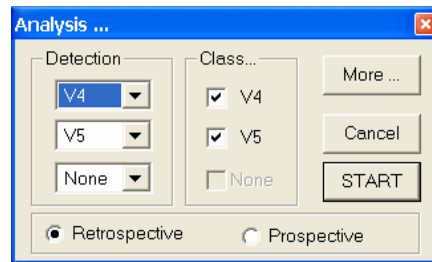 Analysis ...
Detection Class...
V4 V4 More ...
V5 V5 Cancel
None None START
Retrospective Prospective